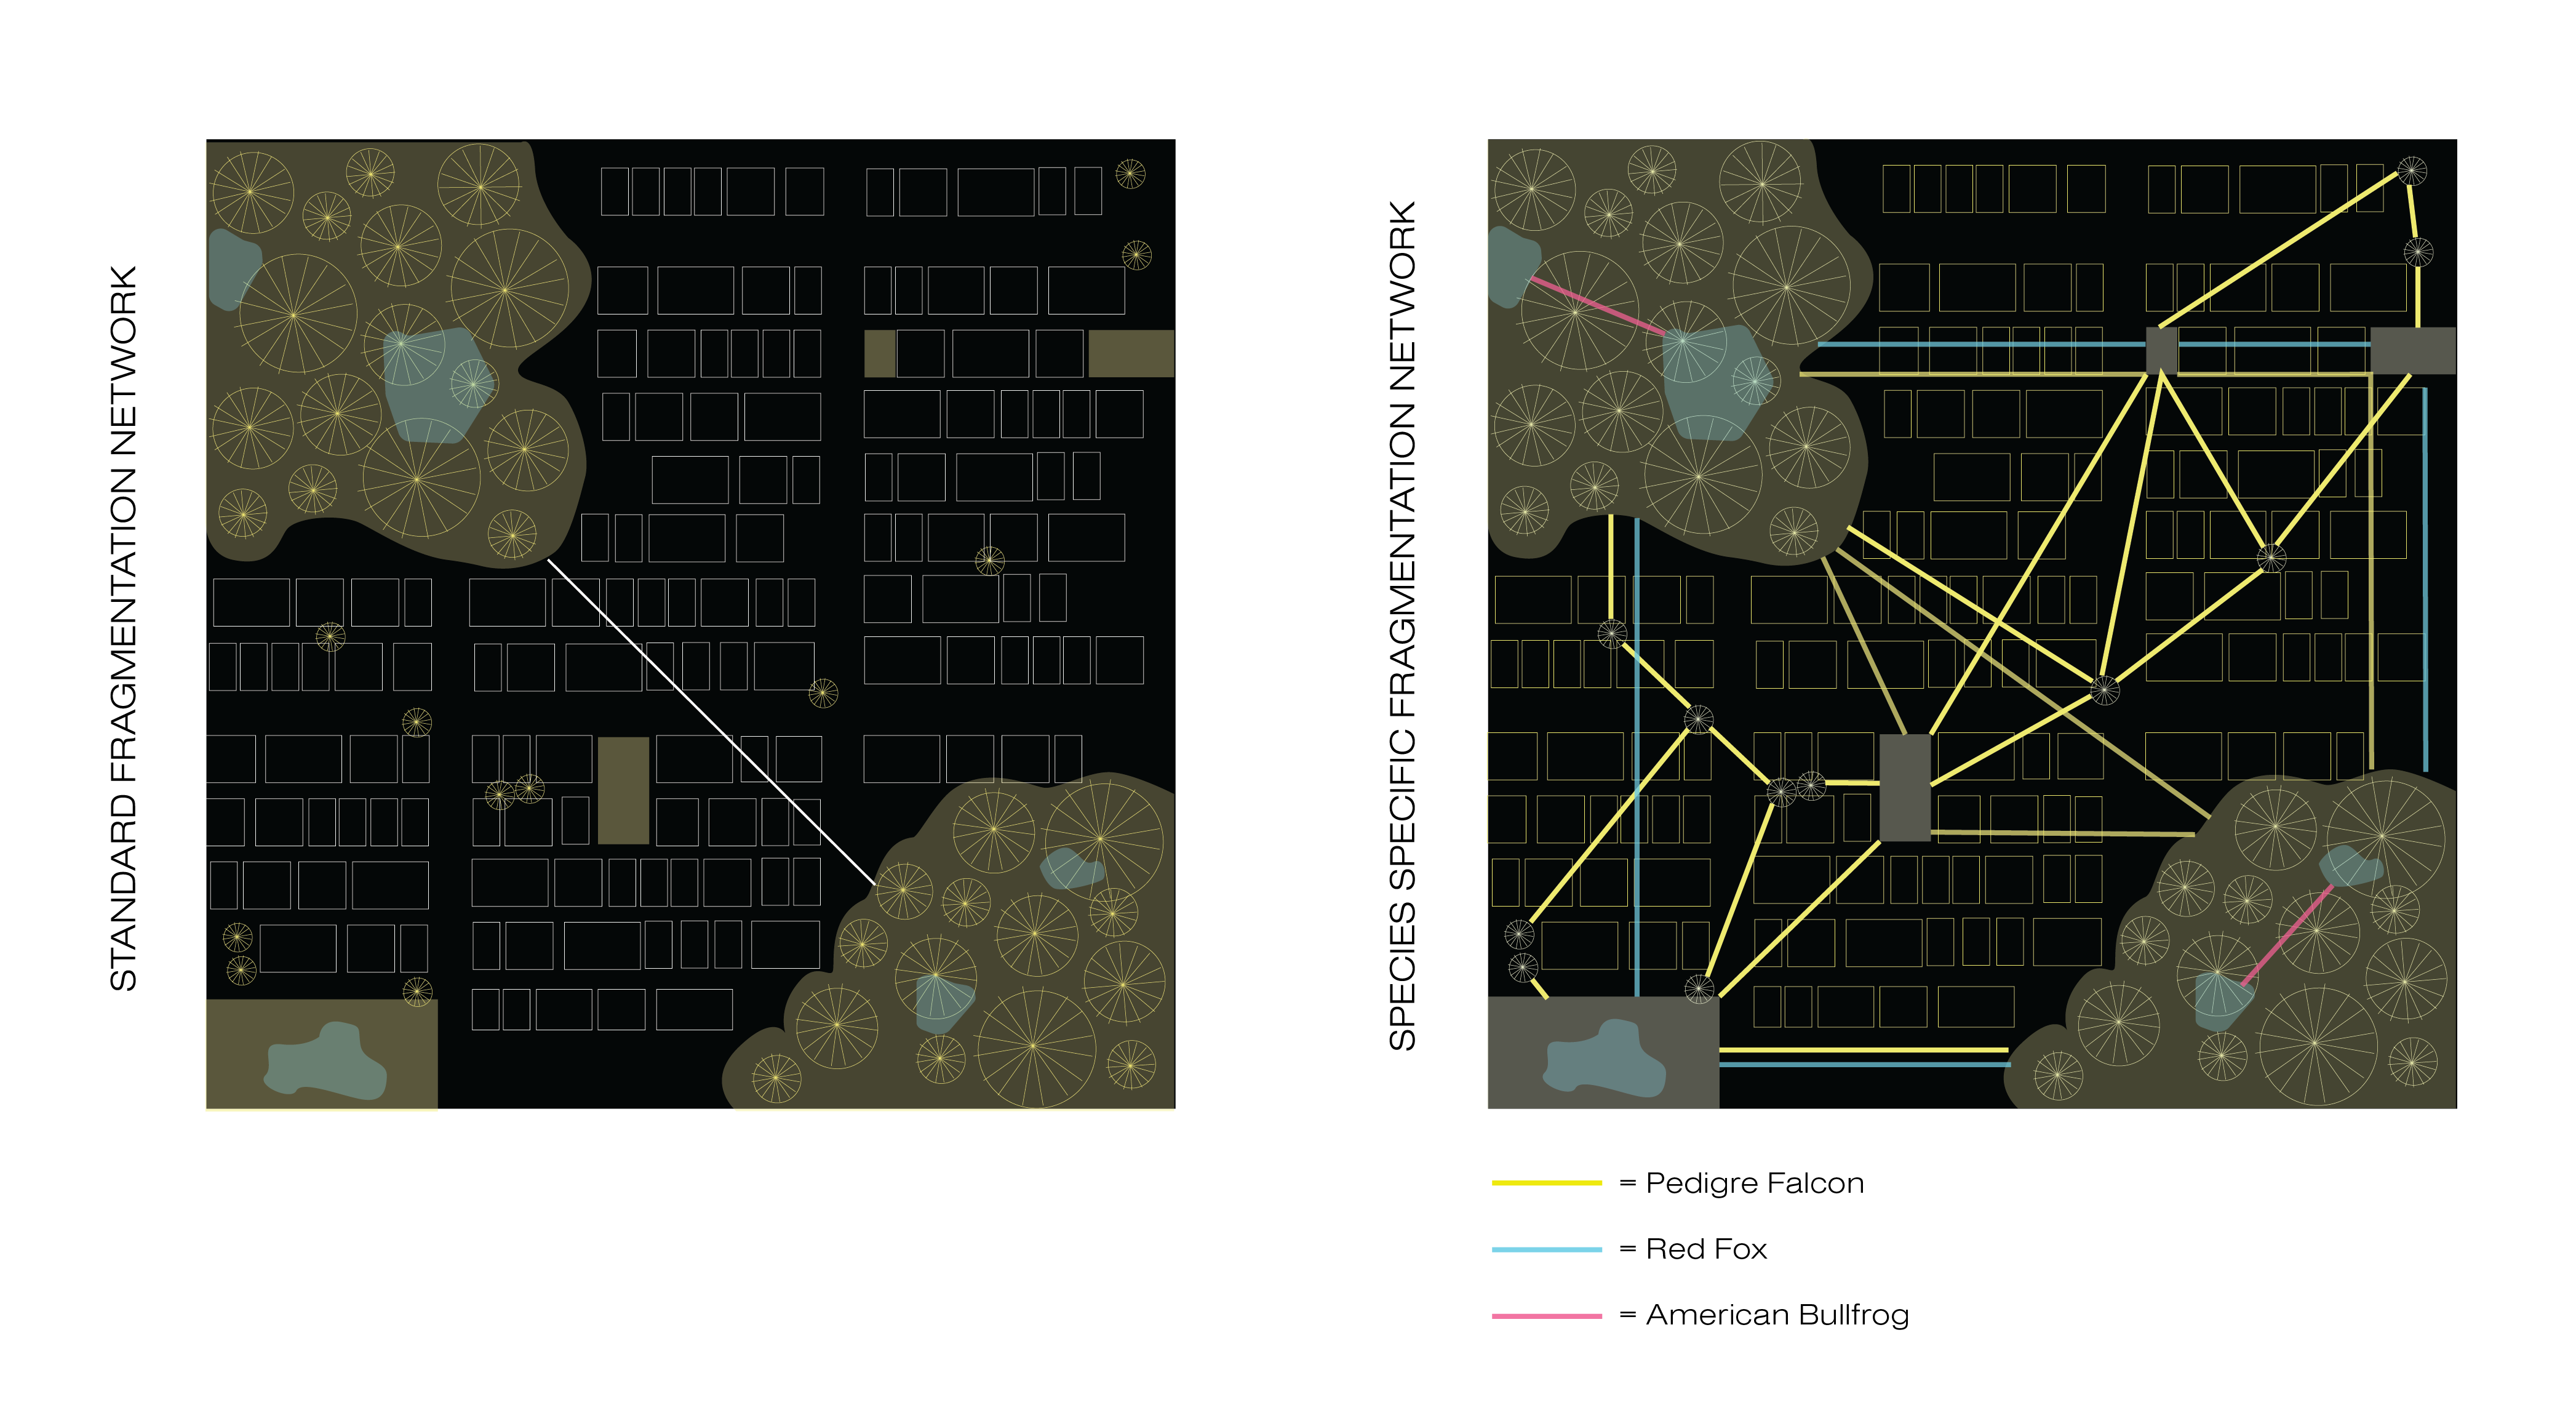 STANDARD FRAGMENTATION NETWORK
SPECIES SPECIFIC FRAGMENTATION NETWORK
= Pedigre Falcon
= Red Fox
= American Bullfrog